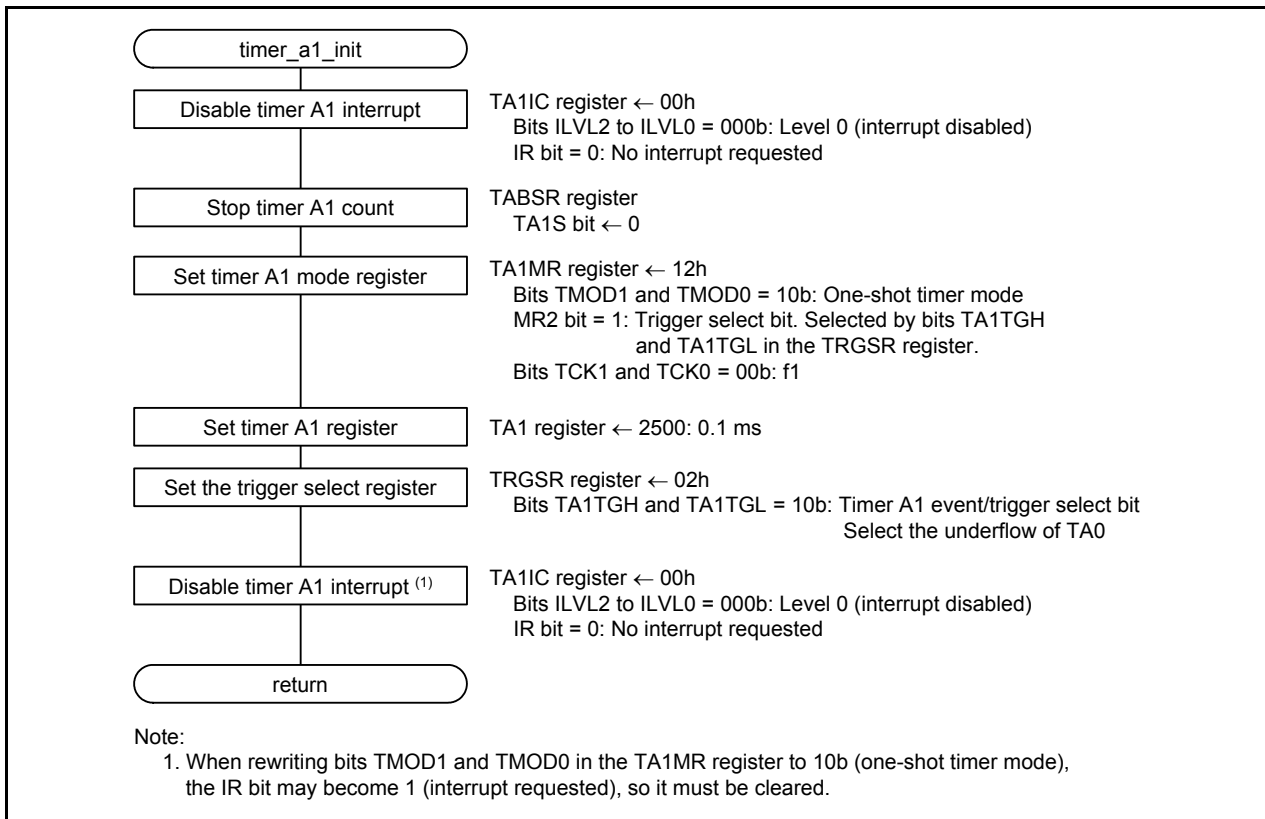 timer_a1_init
Disable timer A1 interrupt
TA1IC register ← 00h
Bits ILVL2 to ILVL0 = 000b: Level 0 (interrupt disabled)
IR bit = 0: No interrupt requested
Stop timer A1 count
TABSR register
TA1S bit ← 0
Set timer A1 mode register
TA1MR register ← 12h
Bits TMOD1 and TMOD0 = 10b: One-shot timer mode
MR2 bit = 1: Trigger select bit. Selected by bits TA1TGH
and TA1TGL in the TRGSR register.
Bits TCK1 and TCK0 = 00b: f1
Set timer A1 register
TA1 register ← 2500: 0.1 ms
Set the trigger select register
TRGSR register ← 02h
Bits TA1TGH and TA1TGL = 10b: Timer A1 event/trigger select bit
Select the underflow of TA0
Disable timer A1 interrupt (1)
TA1IC register ← 00h
Bits ILVL2 to ILVL0 = 000b: Level 0 (interrupt disabled)
IR bit = 0: No interrupt requested
return
Note:
1. When rewriting bits TMOD1 and TMOD0 in the TA1MR register to 10b (one-shot timer mode),
the IR bit may become 1 (interrupt requested), so it must be cleared.